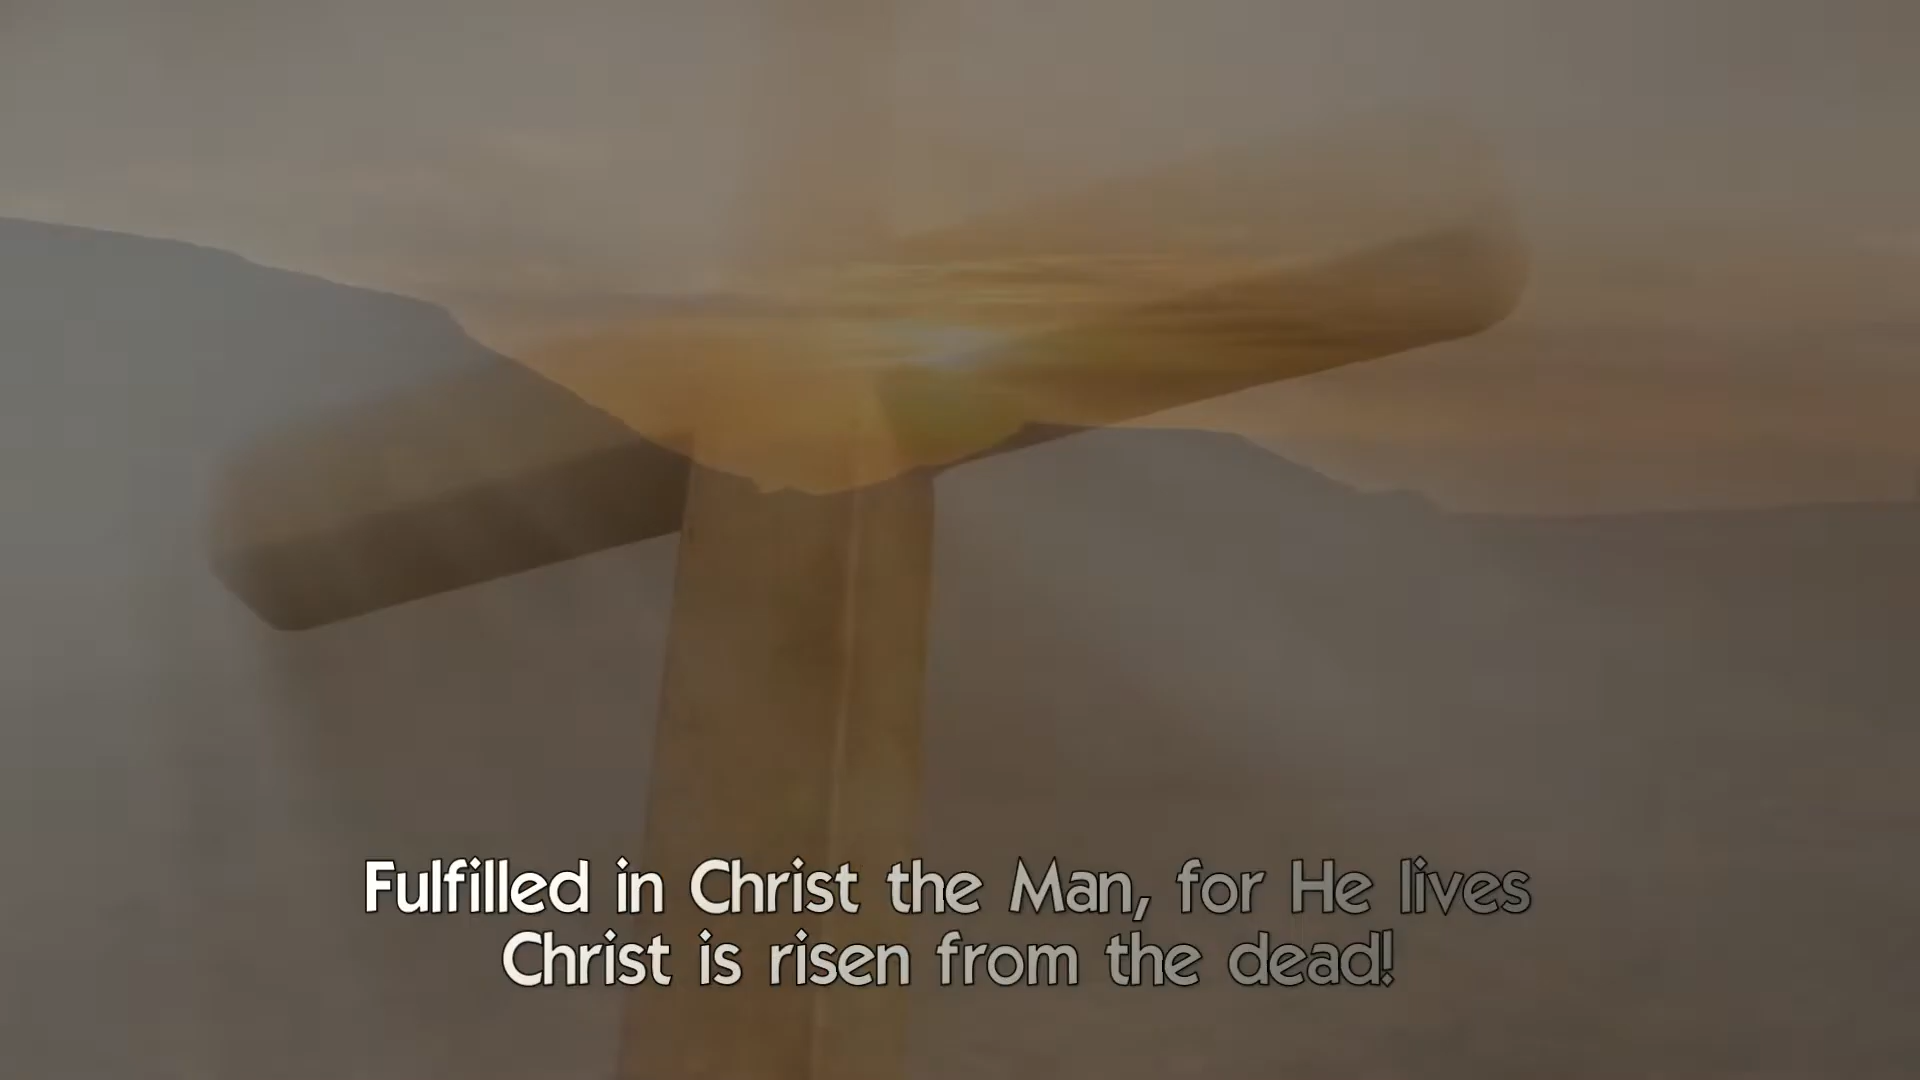 Fulfilled in Christ the Man, for He lives
Christ is risen from the dead!